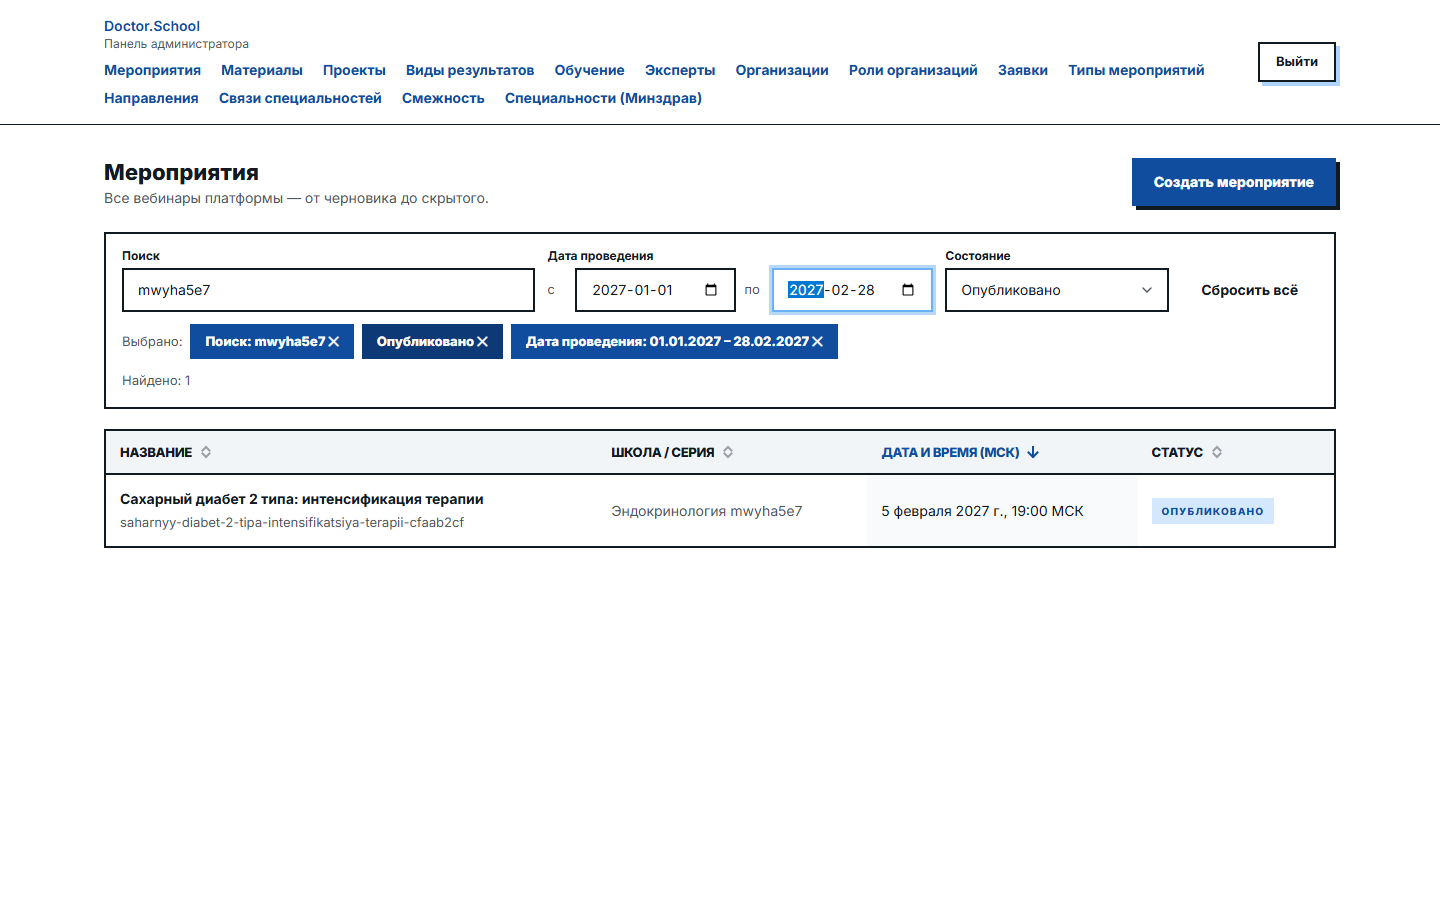 Doctor.School
Панель администратора
Мероприятия Материалы Проекты Виды результатов Обучение Эксперты Организации Роли организаций Заявки Типы мероприятий
Направления Связи специальностей Смежность Специальности (Минздрав)
Выйти
Мероприятия
Все вебинары платформы — от черновика до скрытого.
Создать мероприятие
Поиск Дата проведения Состояние
mwyha5e7 с 2027-01-01 по 2027-02-28 Опубликовано Сбросить всё
Выбрано: Поиск: mwyha5e7 Опубликовано Дата проведения: 01.01.2027 – 28.02.2027
Найдено: 1
НАЗВАНИЕ ШКОЛА / СЕРИЯ ДАТА И ВРЕМЯ (МСК) СТАТУС
Сахарный диабет 2 типа: интенсификация терапии
saharnyy-diabet-2-tipa-intensifikatsiya-terapii-cfaab2cf
Эндокринология mwyha5e7 5 февраля 2027 г., 19:00 МСК ОПУБЛИКОВАНО